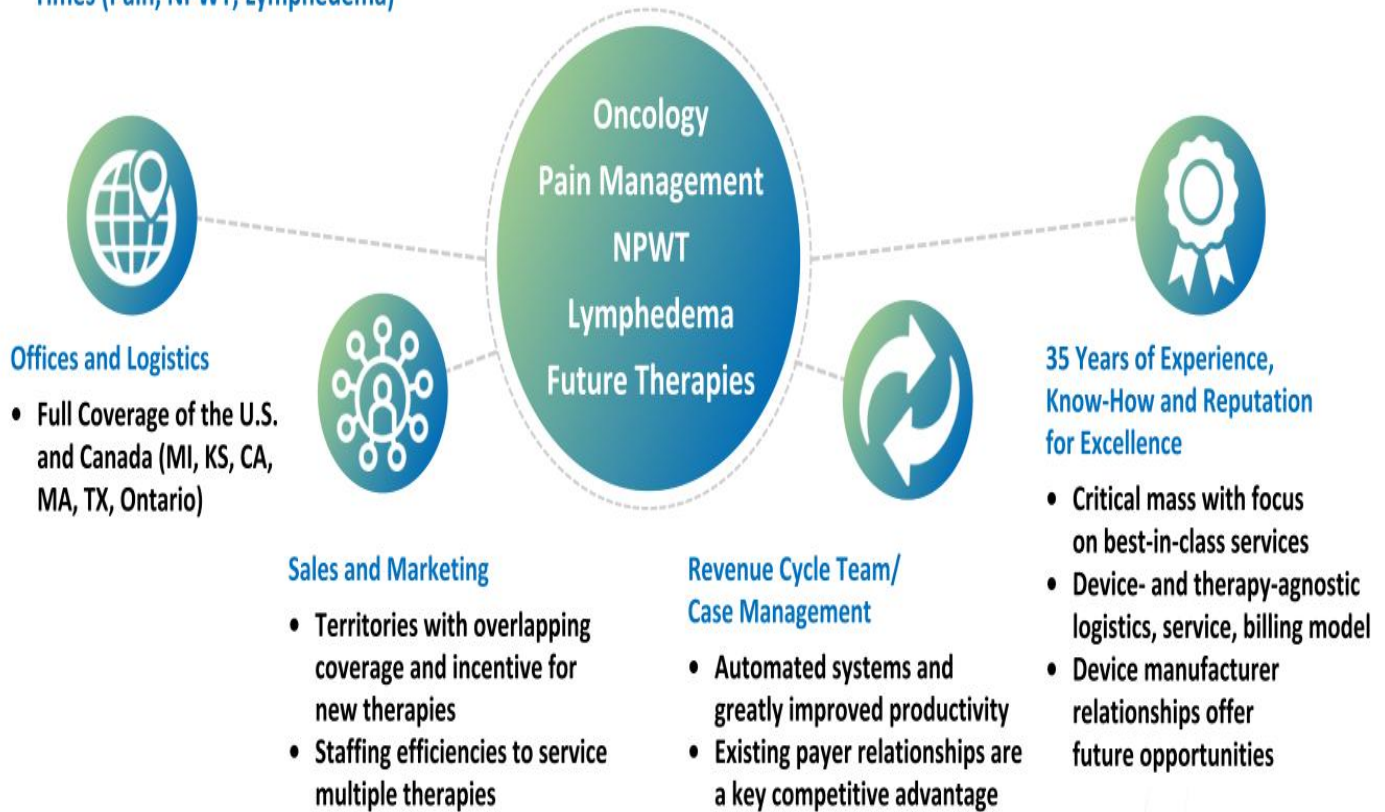 Times (Pain, NPWT, Lymphedema)
Oncology
Pain Management
NPWT
Lymphedema
Future Therapies
Offices and Logistics
• Full Coverage of the U.S.
and Canada (MI, KS, CA,
MA, TX, Ontario)
Sales and Marketing
• Territories with overlapping
coverage and incentive for
new therapies
• Staffing efficiencies to service
multiple therapies
Revenue Cycle Team/
Case Management
• Automated systems and
greatly improved productivity
• Existing payer relationships are
a key competitive advantage
35 Years of Experience,
Know-How and Reputation
for Excellence
• Critical mass with focus
on best-in-class services
• Device- and therapy-agnostic
logistics, service, billing model
• Device manufacturer
relationships offer
future opportunities